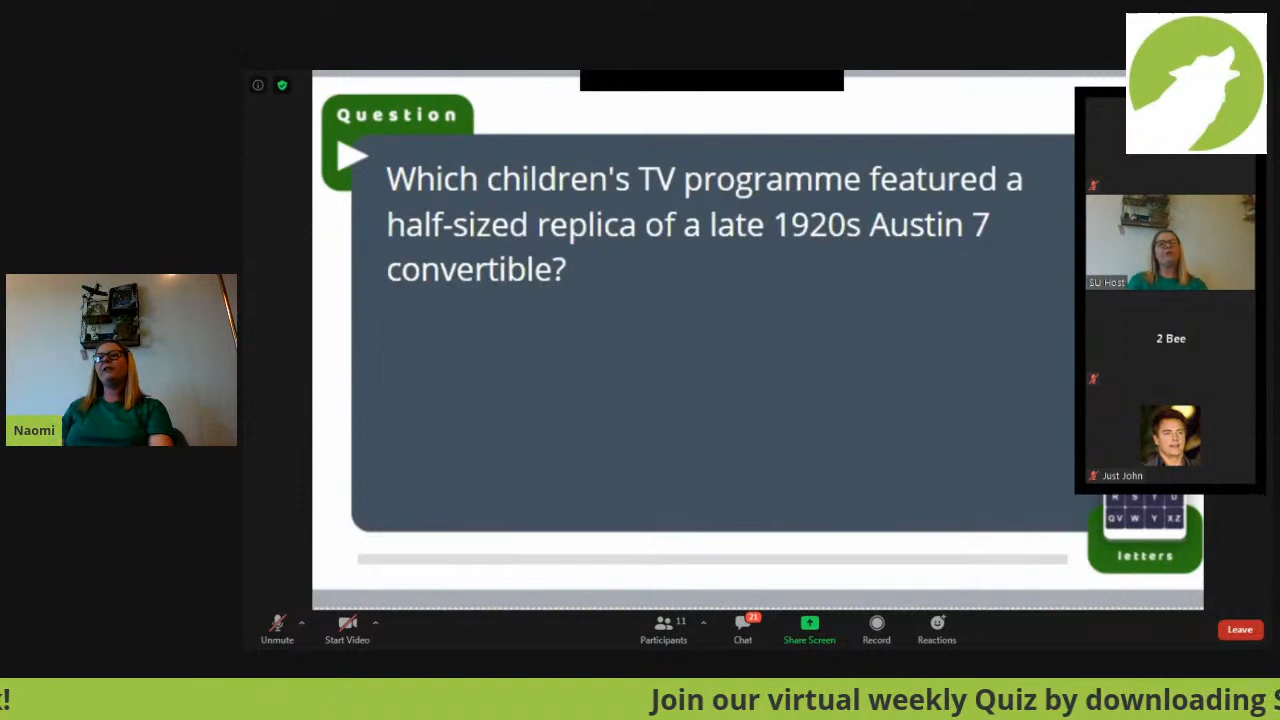 Question
Which children's TV programme featured a
half-sized replica of a late 1920s Austin 7
convertible?
SU Host
2 Bee
Just John
Naomi
R S T U
QV W Y XZ
letters
Unmute
Start Video
11
Participants
21
Chat
Share Screen
Record
Reactions
Leave
!
Join our virtual weekly Quiz by downloading S